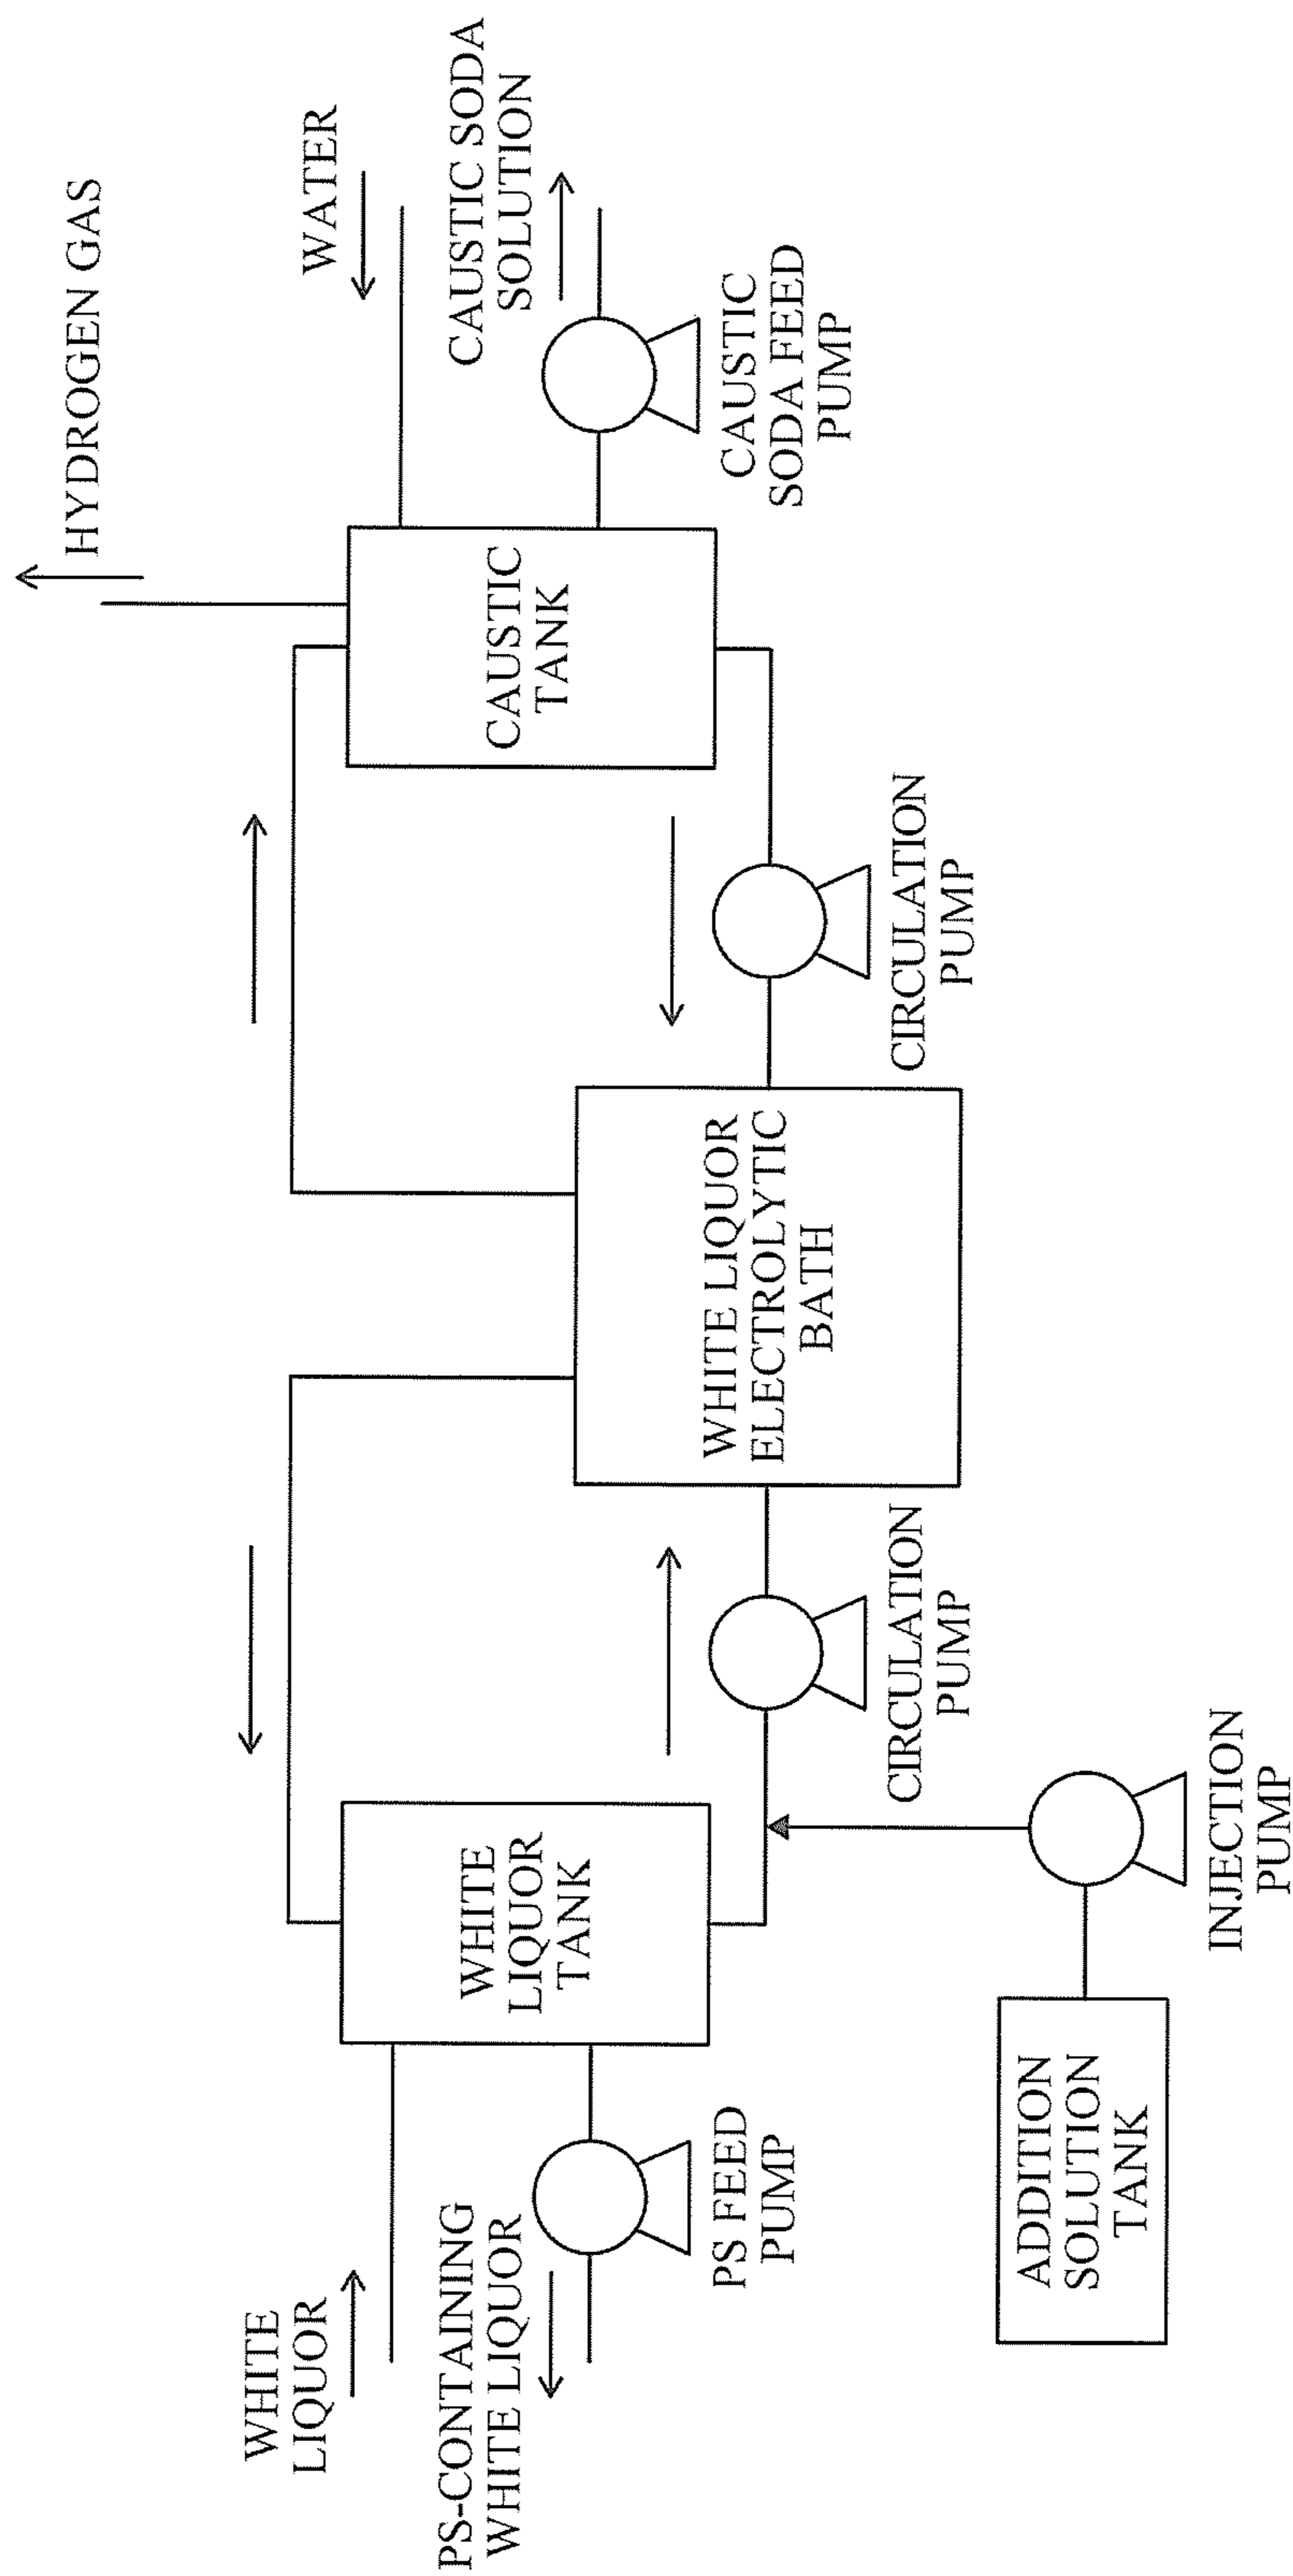 HYDROGEN GAS
WATER
CAUSTIC SODA
SOLUTION
CAUSTIC
SODA FEED
PUMP
CAUSTIC
TANK
CIRCULATION
PUMP
WHITE LIQUOR
ELECTROLYTIC
BATH
CIRCULATION
PUMP
WHITE
LIQUOR
TANK
WHITE
LIQUOR
PS-CONTAINING
WHITE LIQUOR
PS FEED
PUMP
INJECTION
PUMP
ADDITION
SOLUTION
TANK